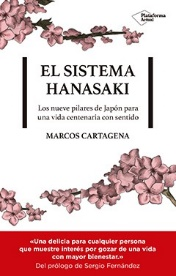 Plataforma
Actual
EL SISTEMA
HANASAKI
Los nueve pilares de Japón para
una vida centenaria con sentido
MARCOS CARTAGENA
«Una delicia para cualquier persona
que muestre interés por gozar de una vida
con mayor bienestar.»
Del prólogo de Sergio Fernández